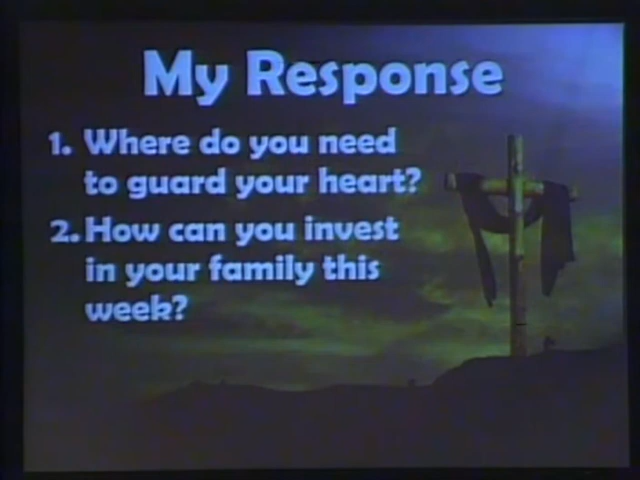 My Response
1. Where do you need
to guard your heart?
2. How can you invest
in your family this
week?